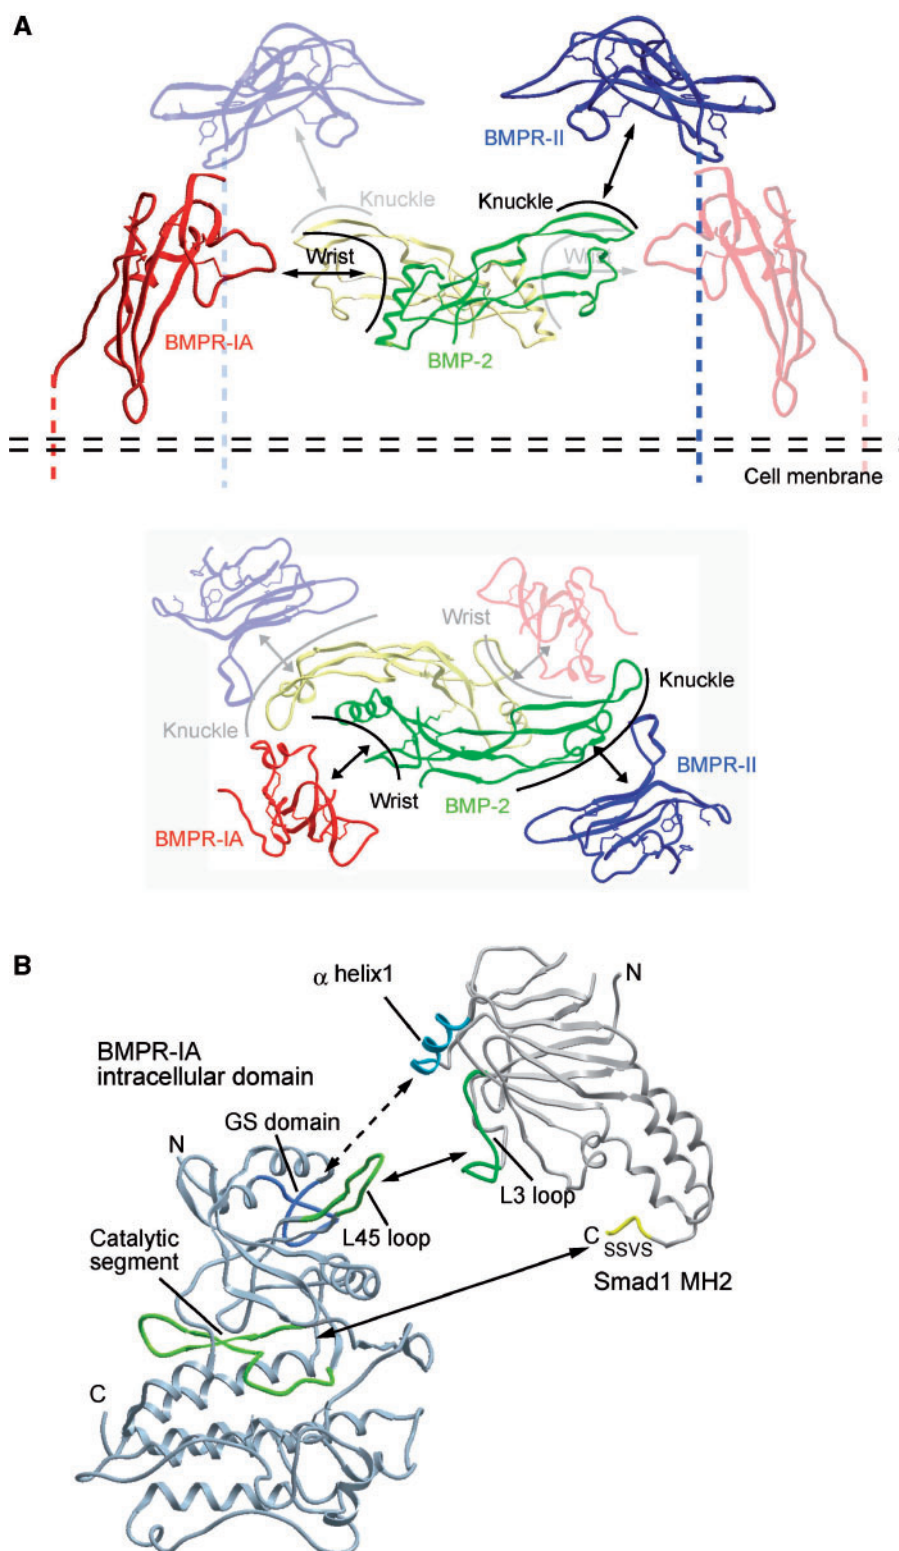 A
BMPR-II
Knuckle
Knuckle
Wrist
Wrist
BMPR-IA
BMP-2
Cell menbrane
Wrist
Knuckle
Knuckle
BMPR-II
Wrist
BMP-2
BMPR-IA
B
α helix1
N
BMPR-IA
intracellular domain
GS domain
N
L3 loop
L45 loop
Catalytic
segment
C
SSVS
Smad1 MH2
C